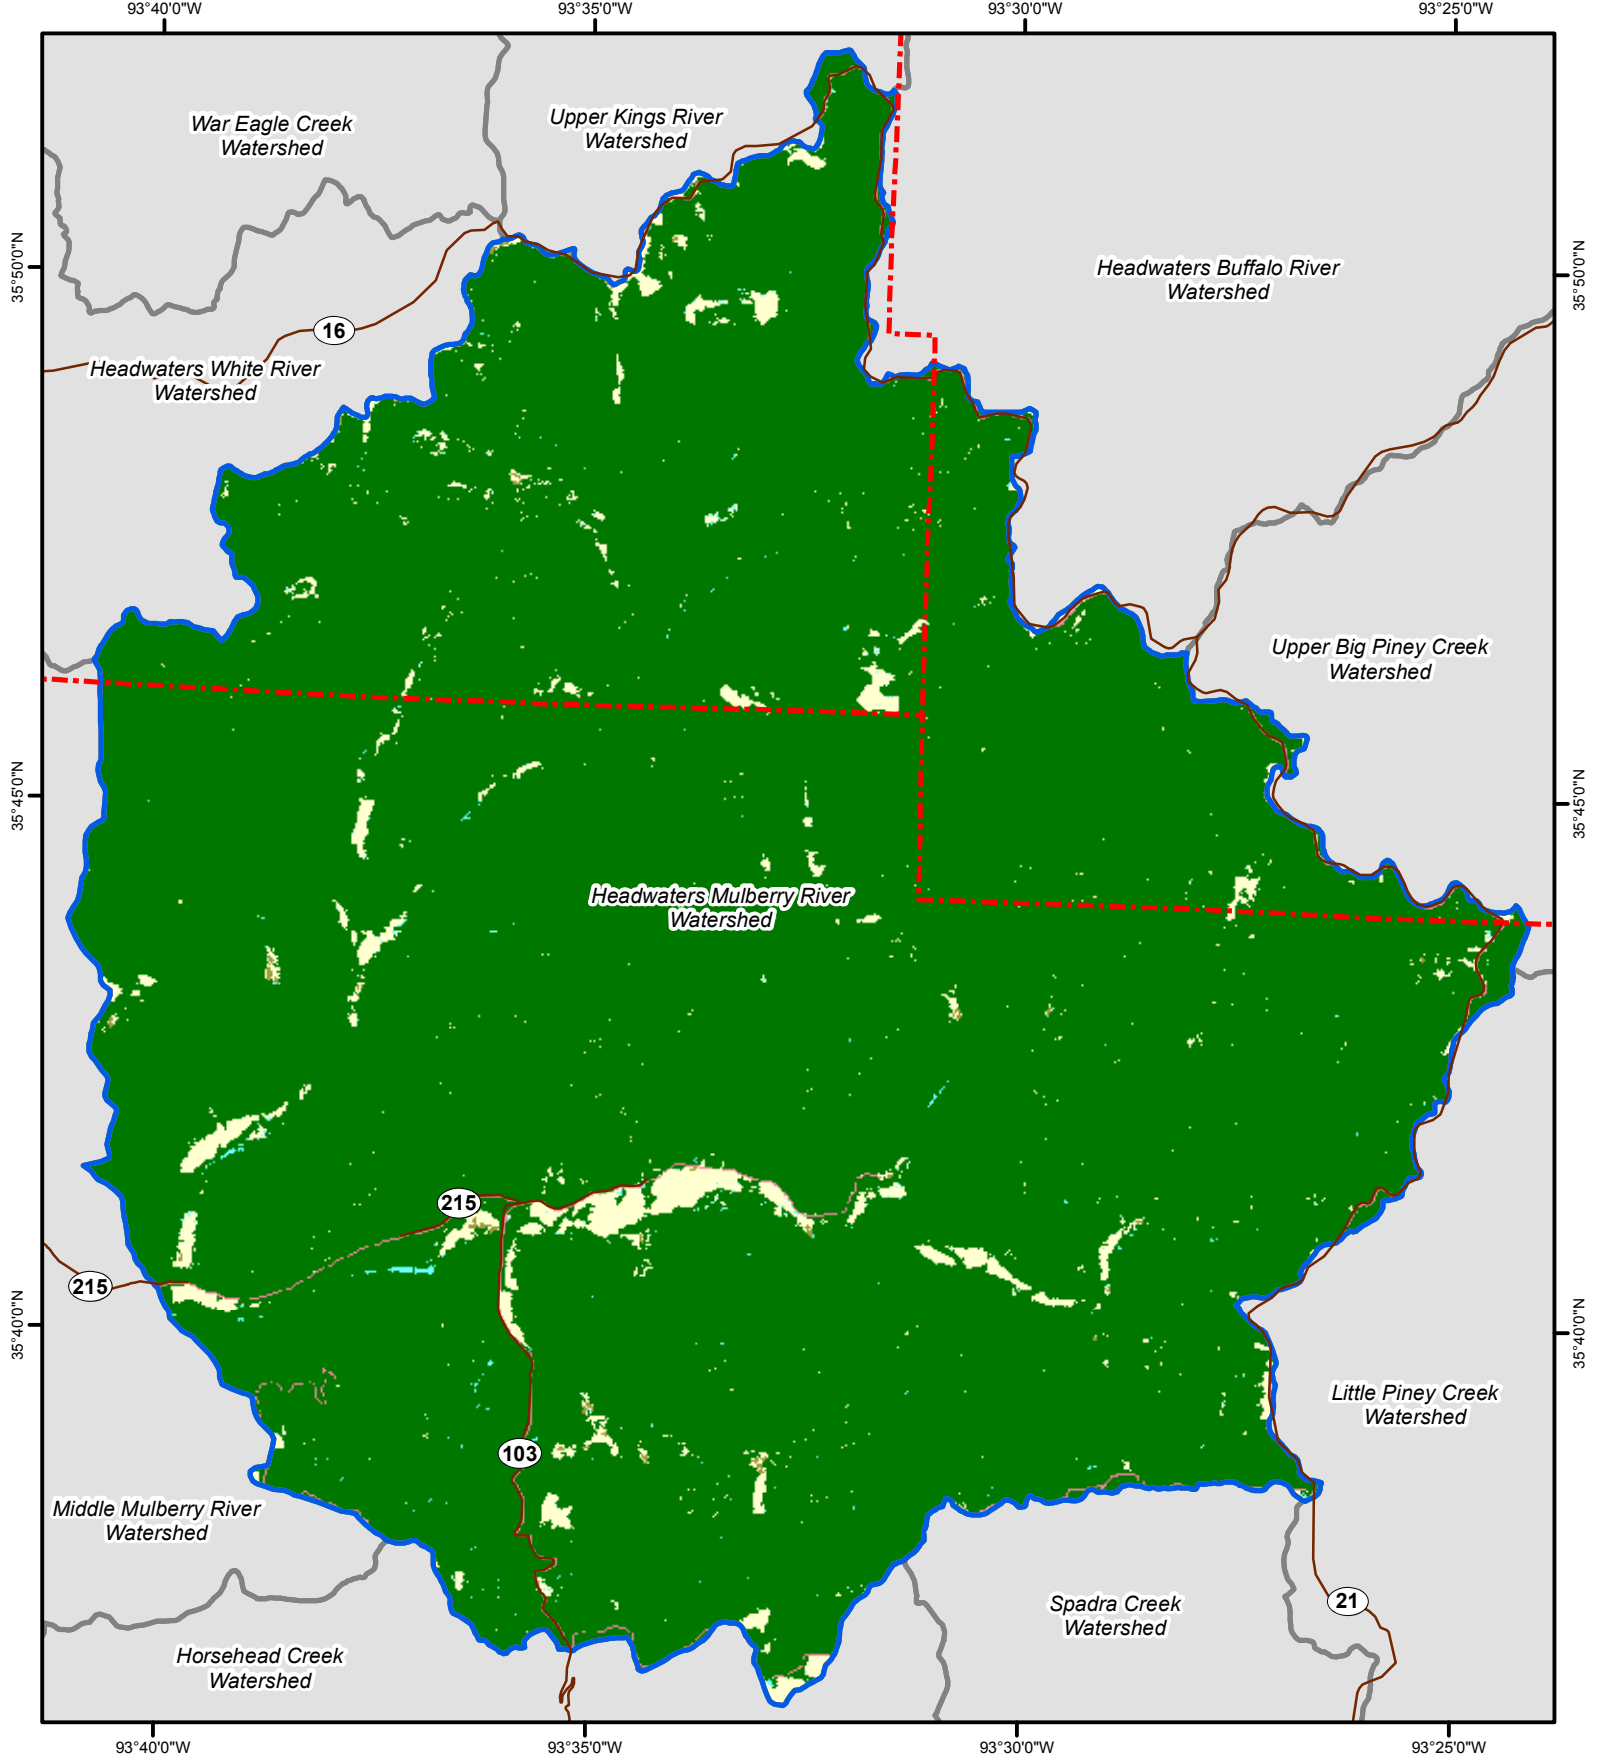 93°40'0"W
93°35'0"W
93°30'0"W
93°25'0"W
War Eagle Creek
Watershed
Upper Kings River
Watershed
35°50'0"N
Headwaters Buffalo River
Watershed
35°50'0"N
16
Headwaters White River
Watershed
Upper Big Piney Creek
Watershed
35°45'0"N
35°45'0"N
Headwaters Mulberry River
Watershed
215
215
35°40'0"N
35°40'0"N
Little Piney Creek
Watershed
103
Middle Mulberry River
Watershed
21
Spadra Creek
Watershed
Horsehead Creek
Watershed
93°40'0"W
93°35'0"W
93°30'0"W
93°25'0"W